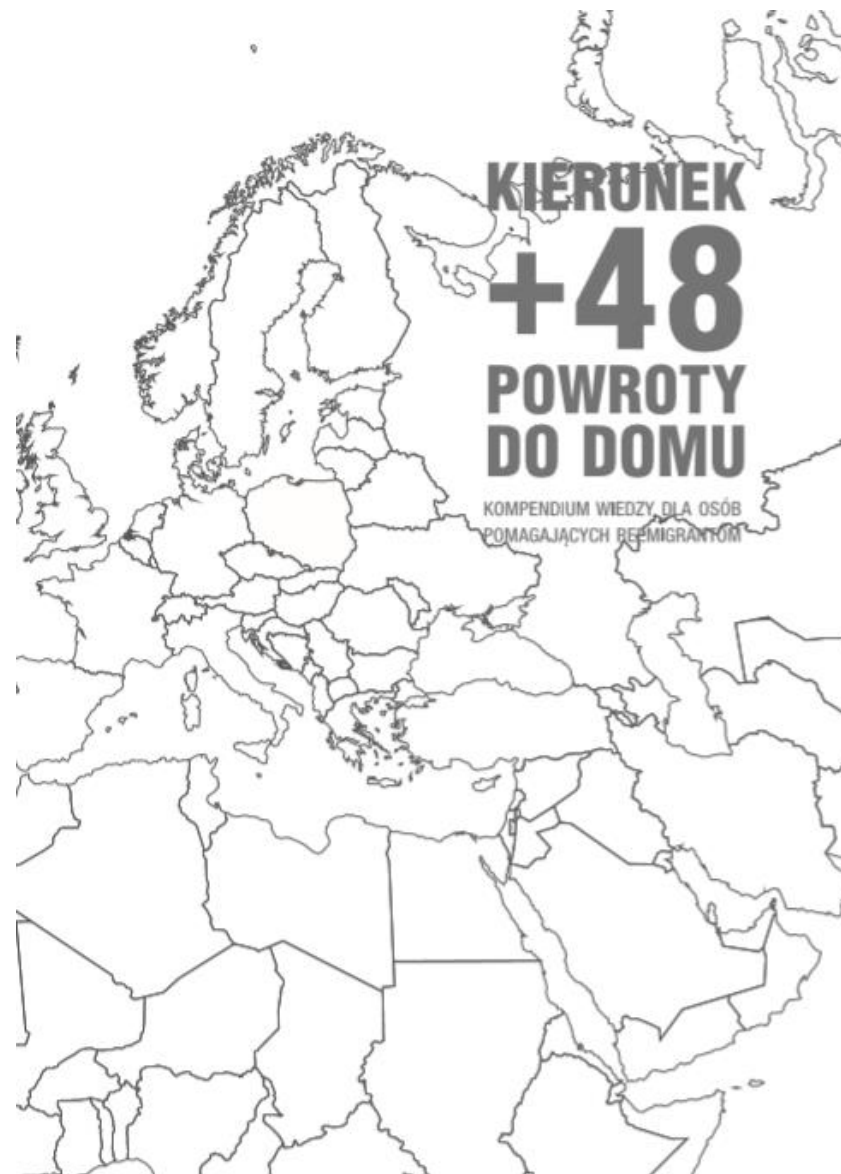 KIERUNEK
+48
POWROTY
DO DOMU
KOMPENDIUM WIEDZY DLA OSÓB
POMAGAJĄCYCH REEMIGRANTOM